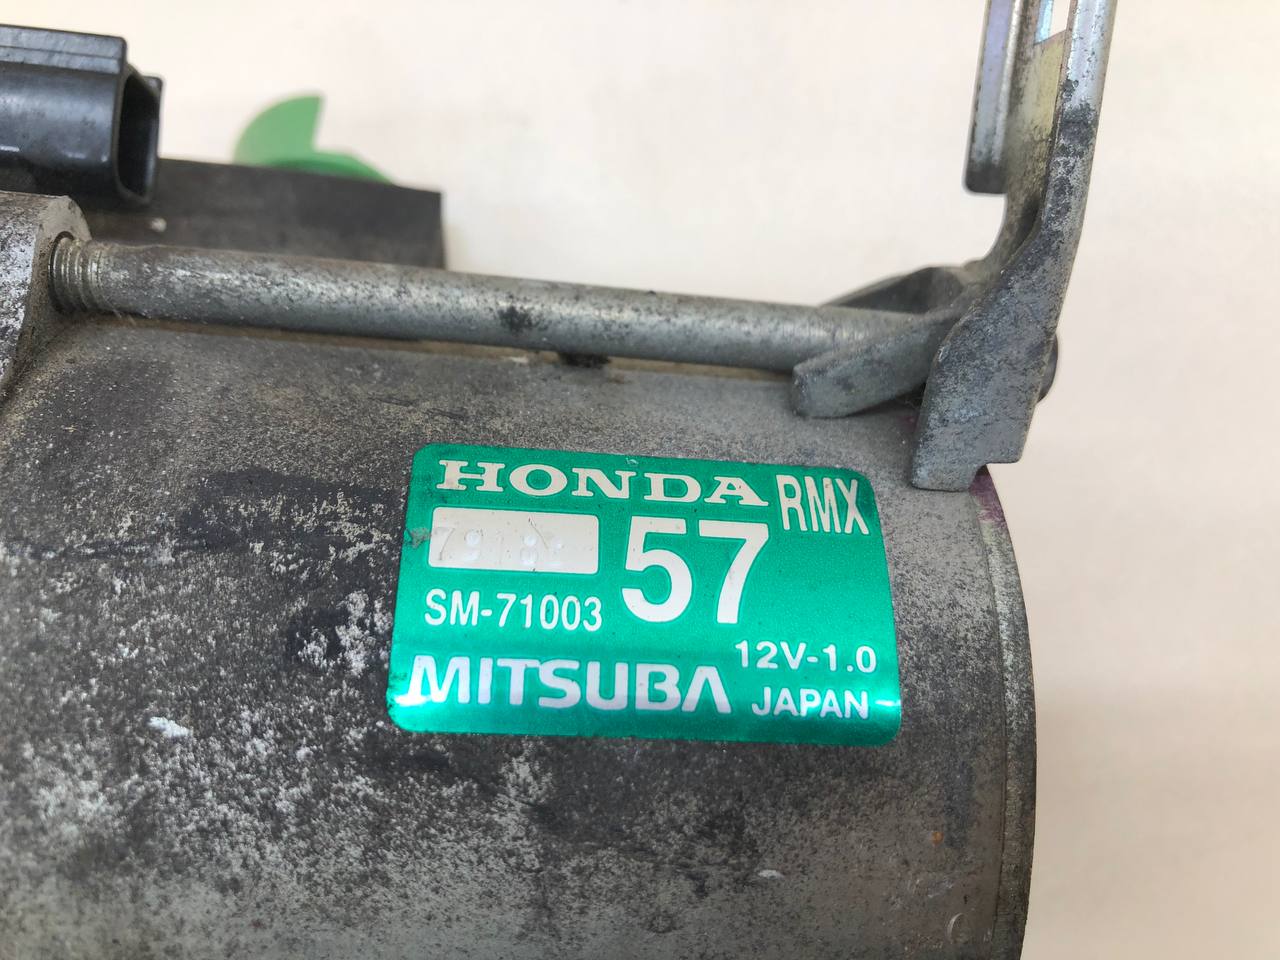 HONDA RMX
57
SM-71003
12V-1.0
MITSUBA JAPAN